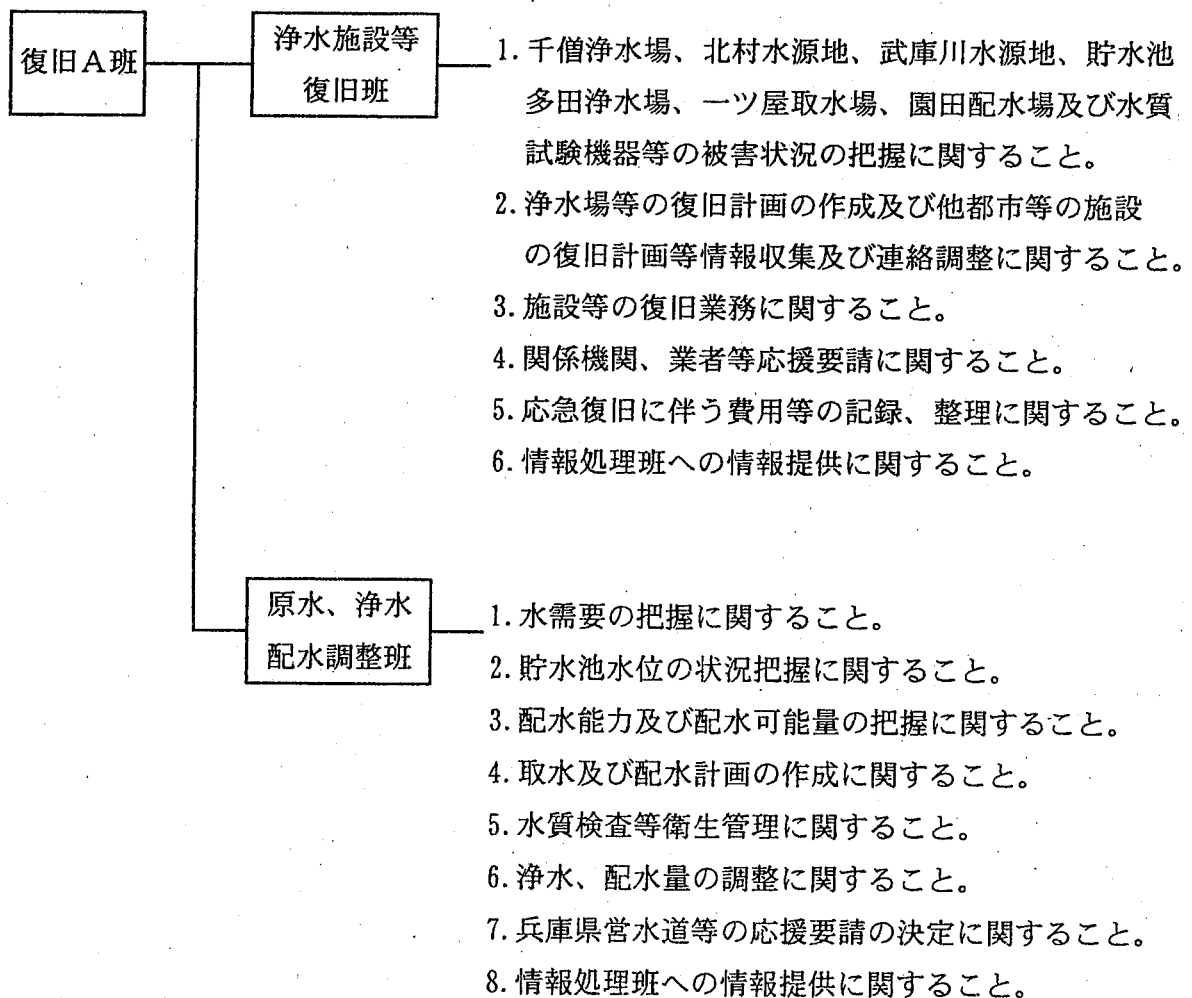 復旧A班
浄水施設等
復旧班
1.千僧浄水場、北村水源地、武庫川水源地、貯水池
多田浄水場、一ツ屋取水場、園田配水場及び水質
試験機器等の被害状況の把握に関すること。
2.浄水場等の復旧計画の作成及び他都市等の施設
の復旧計画等情報収集及び連絡調整に関すること。
3.施設等の復旧業務に関すること。
4.関係機関、業者等応援要請に関すること。
5.応急復旧に伴う費用等の記録、整理に関すること。
6.情報処理班への情報提供に関すること。
原水、浄水
配水調整班
1.水需要の把握に関すること。
2.貯水池水位の状況把握に関すること。
3.配水能力及び配水可能量の把握に関すること。
4.取水及び配水計画の作成に関すること。
5.水質検査等衛生管理に関すること。
6.浄水、配水量の調整に関すること。
7.兵庫県営水道等の応援要請の決定に関すること。
8.情報処理班への情報提供に関すること。